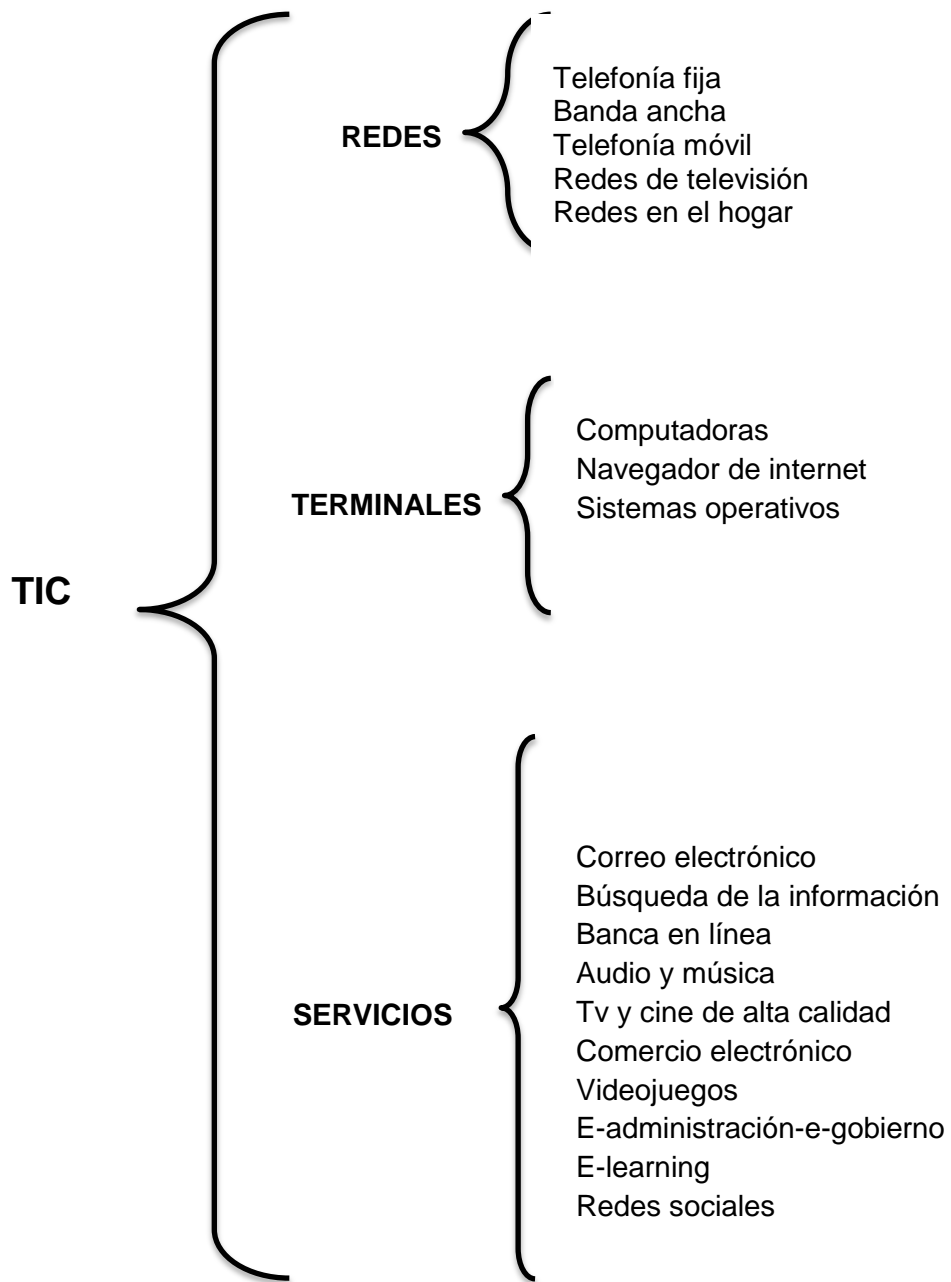 TIC
REDES
Telefonía fija
Banda ancha
Telefonía móvil
Redes de televisión
Redes en el hogar
TERMINALES
Computadoras
Navegador de internet
Sistemas operativos
SERVICIOS
Correo electrónico
Búsqueda de la información
Banca en línea
Audio y música
Tv y cine de alta calidad
Comercio electrónico
Videojuegos
E-administración-e-gobierno
E-learning
Redes sociales